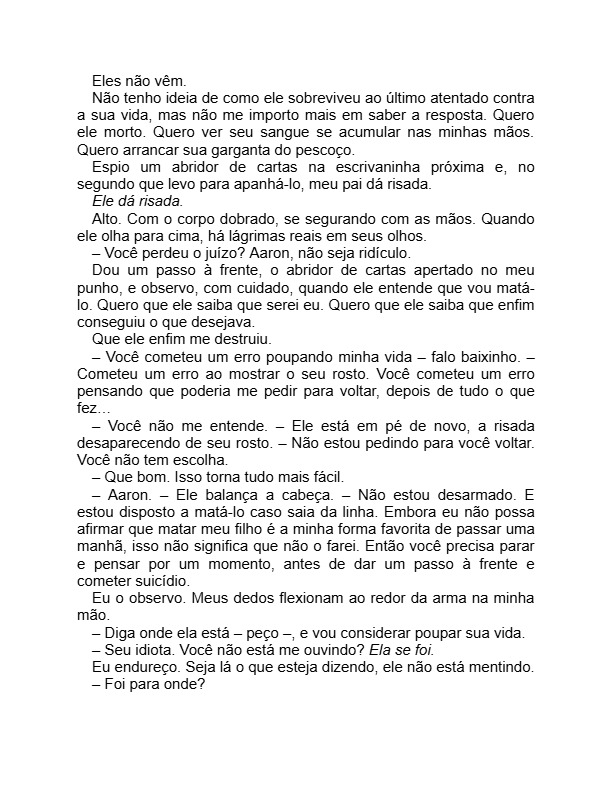 Eles não vêm.
Não tenho ideia de como ele sobreviveu ao último atentado contra
a sua vida, mas não me importo mais em saber a resposta. Quero
ele morto. Quero ver seu sangue se acumular nas minhas mãos.
Quero arrancar sua garganta do pescoço.
Espio um abridor de cartas na escrivaninha próxima e, no
segundo que levo para apanhá-lo, meu pai dá risada.
Ele dá risada.
Alto. Com o corpo dobrado, se segurando com as mãos. Quando
ele olha para cima, há lágrimas reais em seus olhos.
– Você perdeu o juízo? Aaron, não seja ridículo.
Dou um passo à frente, o abridor de cartas apertado no meu
punho, e observo, com cuidado, quando ele entende que vou matá-
lo. Quero que ele saiba que serei eu. Quero que ele saiba que enfim
conseguiu o que desejava.
Que ele enfim me destruiu.
– Você cometeu um erro poupando minha vida – falo baixinho. –
Cometeu um erro ao mostrar o seu rosto. Você cometeu um erro
pensando que poderia me pedir para voltar, depois de tudo o que
fez…
– Você não me entende. – Ele está em pé de novo, a risada
desaparecendo de seu rosto. – Não estou pedindo para você voltar.
Você não tem escolha.
– Que bom. Isso torna tudo mais fácil.
– Aaron. – Ele balança a cabeça. – Não estou desarmado. E
estou disposto a matá-lo caso saia da linha. Embora eu não possa
afirmar que matar meu filho é a minha forma favorita de passar uma
manhã, isso não significa que não o farei. Então você precisa parar
e pensar por um momento, antes de dar um passo à frente e
cometer suicídio.
Eu o observo. Meus dedos flexionam ao redor da arma na minha
mão.
– Diga onde ela está – peço –, e vou considerar poupar sua vida.
– Seu idiota. Você não está me ouvindo? Ela se foi.
Eu endureço. Seja lá o que esteja dizendo, ele não está mentindo.
– Foi para onde?